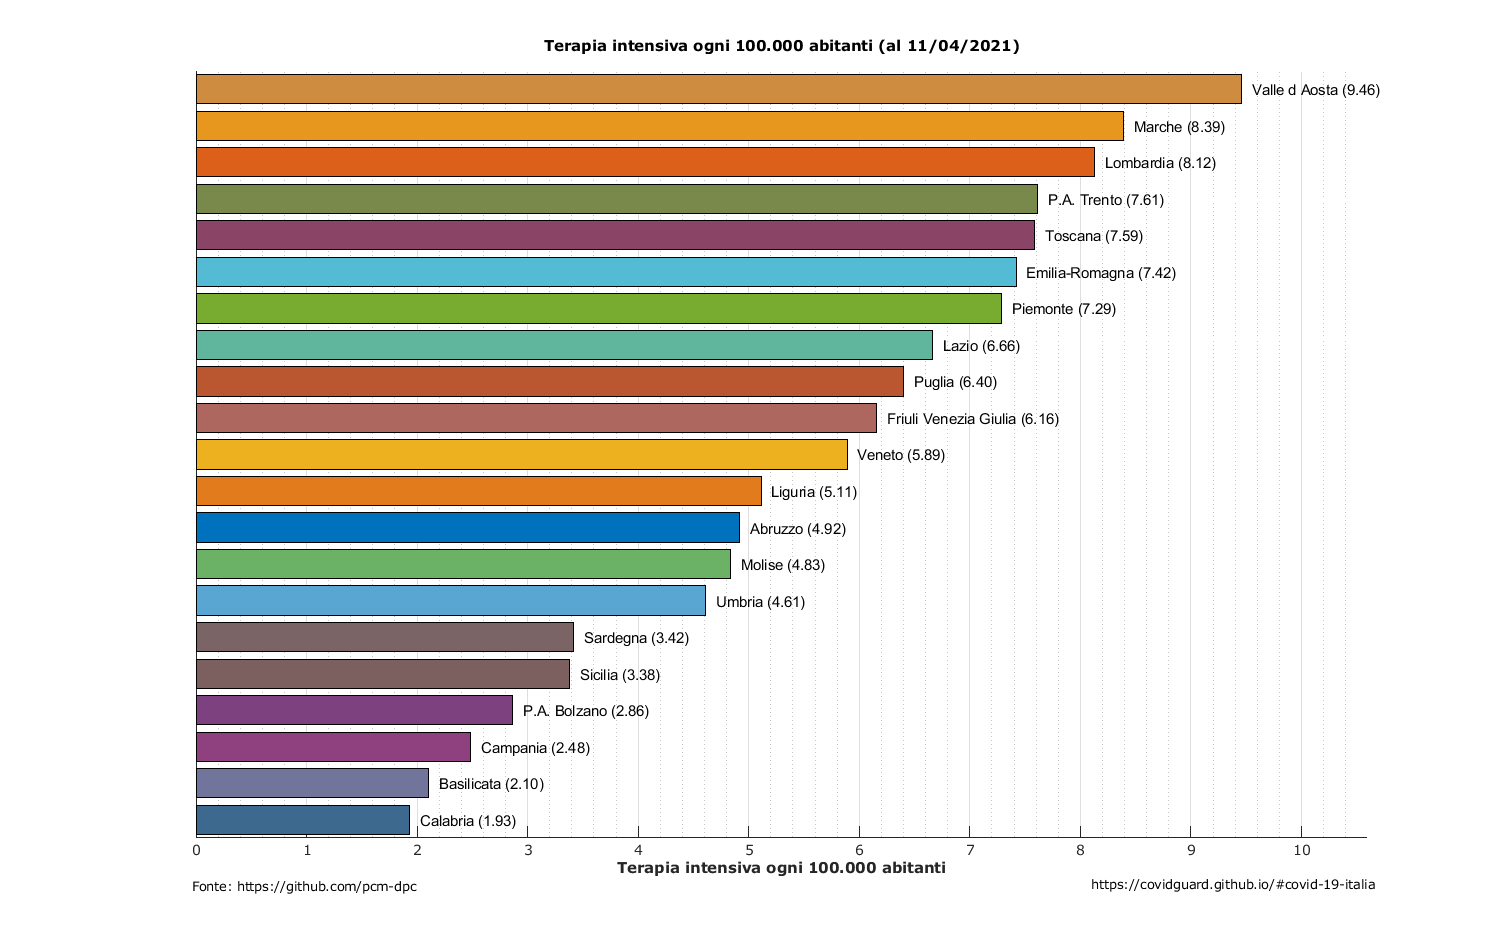 Terapia intensiva ogni 100.000 abitanti (al 11/04/2021)
Valle d Aosta (9.46)
Marche (8.39)
Lombardia (8.12)
P.A. Trento (7.61)
Toscana (7.59)
Emilia-Romagna (7.42)
Piemonte (7.29)
Lazio (6.66)
Puglia (6.40)
Friuli Venezia Giulia (6.16)
Veneto (5.89)
Liguria (5.11)
Abruzzo (4.92)
Molise (4.83)
Umbria (4.61)
Sardegna (3.42)
Sicilia (3.38)
P.A. Bolzano (2.86)
Campania (2.48)
Basilicata (2.10)
Calabria (1.93)
0 1 2 3 4 5 6 7 8 9 10
Terapia intensiva ogni 100.000 abitanti
Fonte: https://github.com/pcm-dpc
https://covidguard.github.io/#covid-19-italia